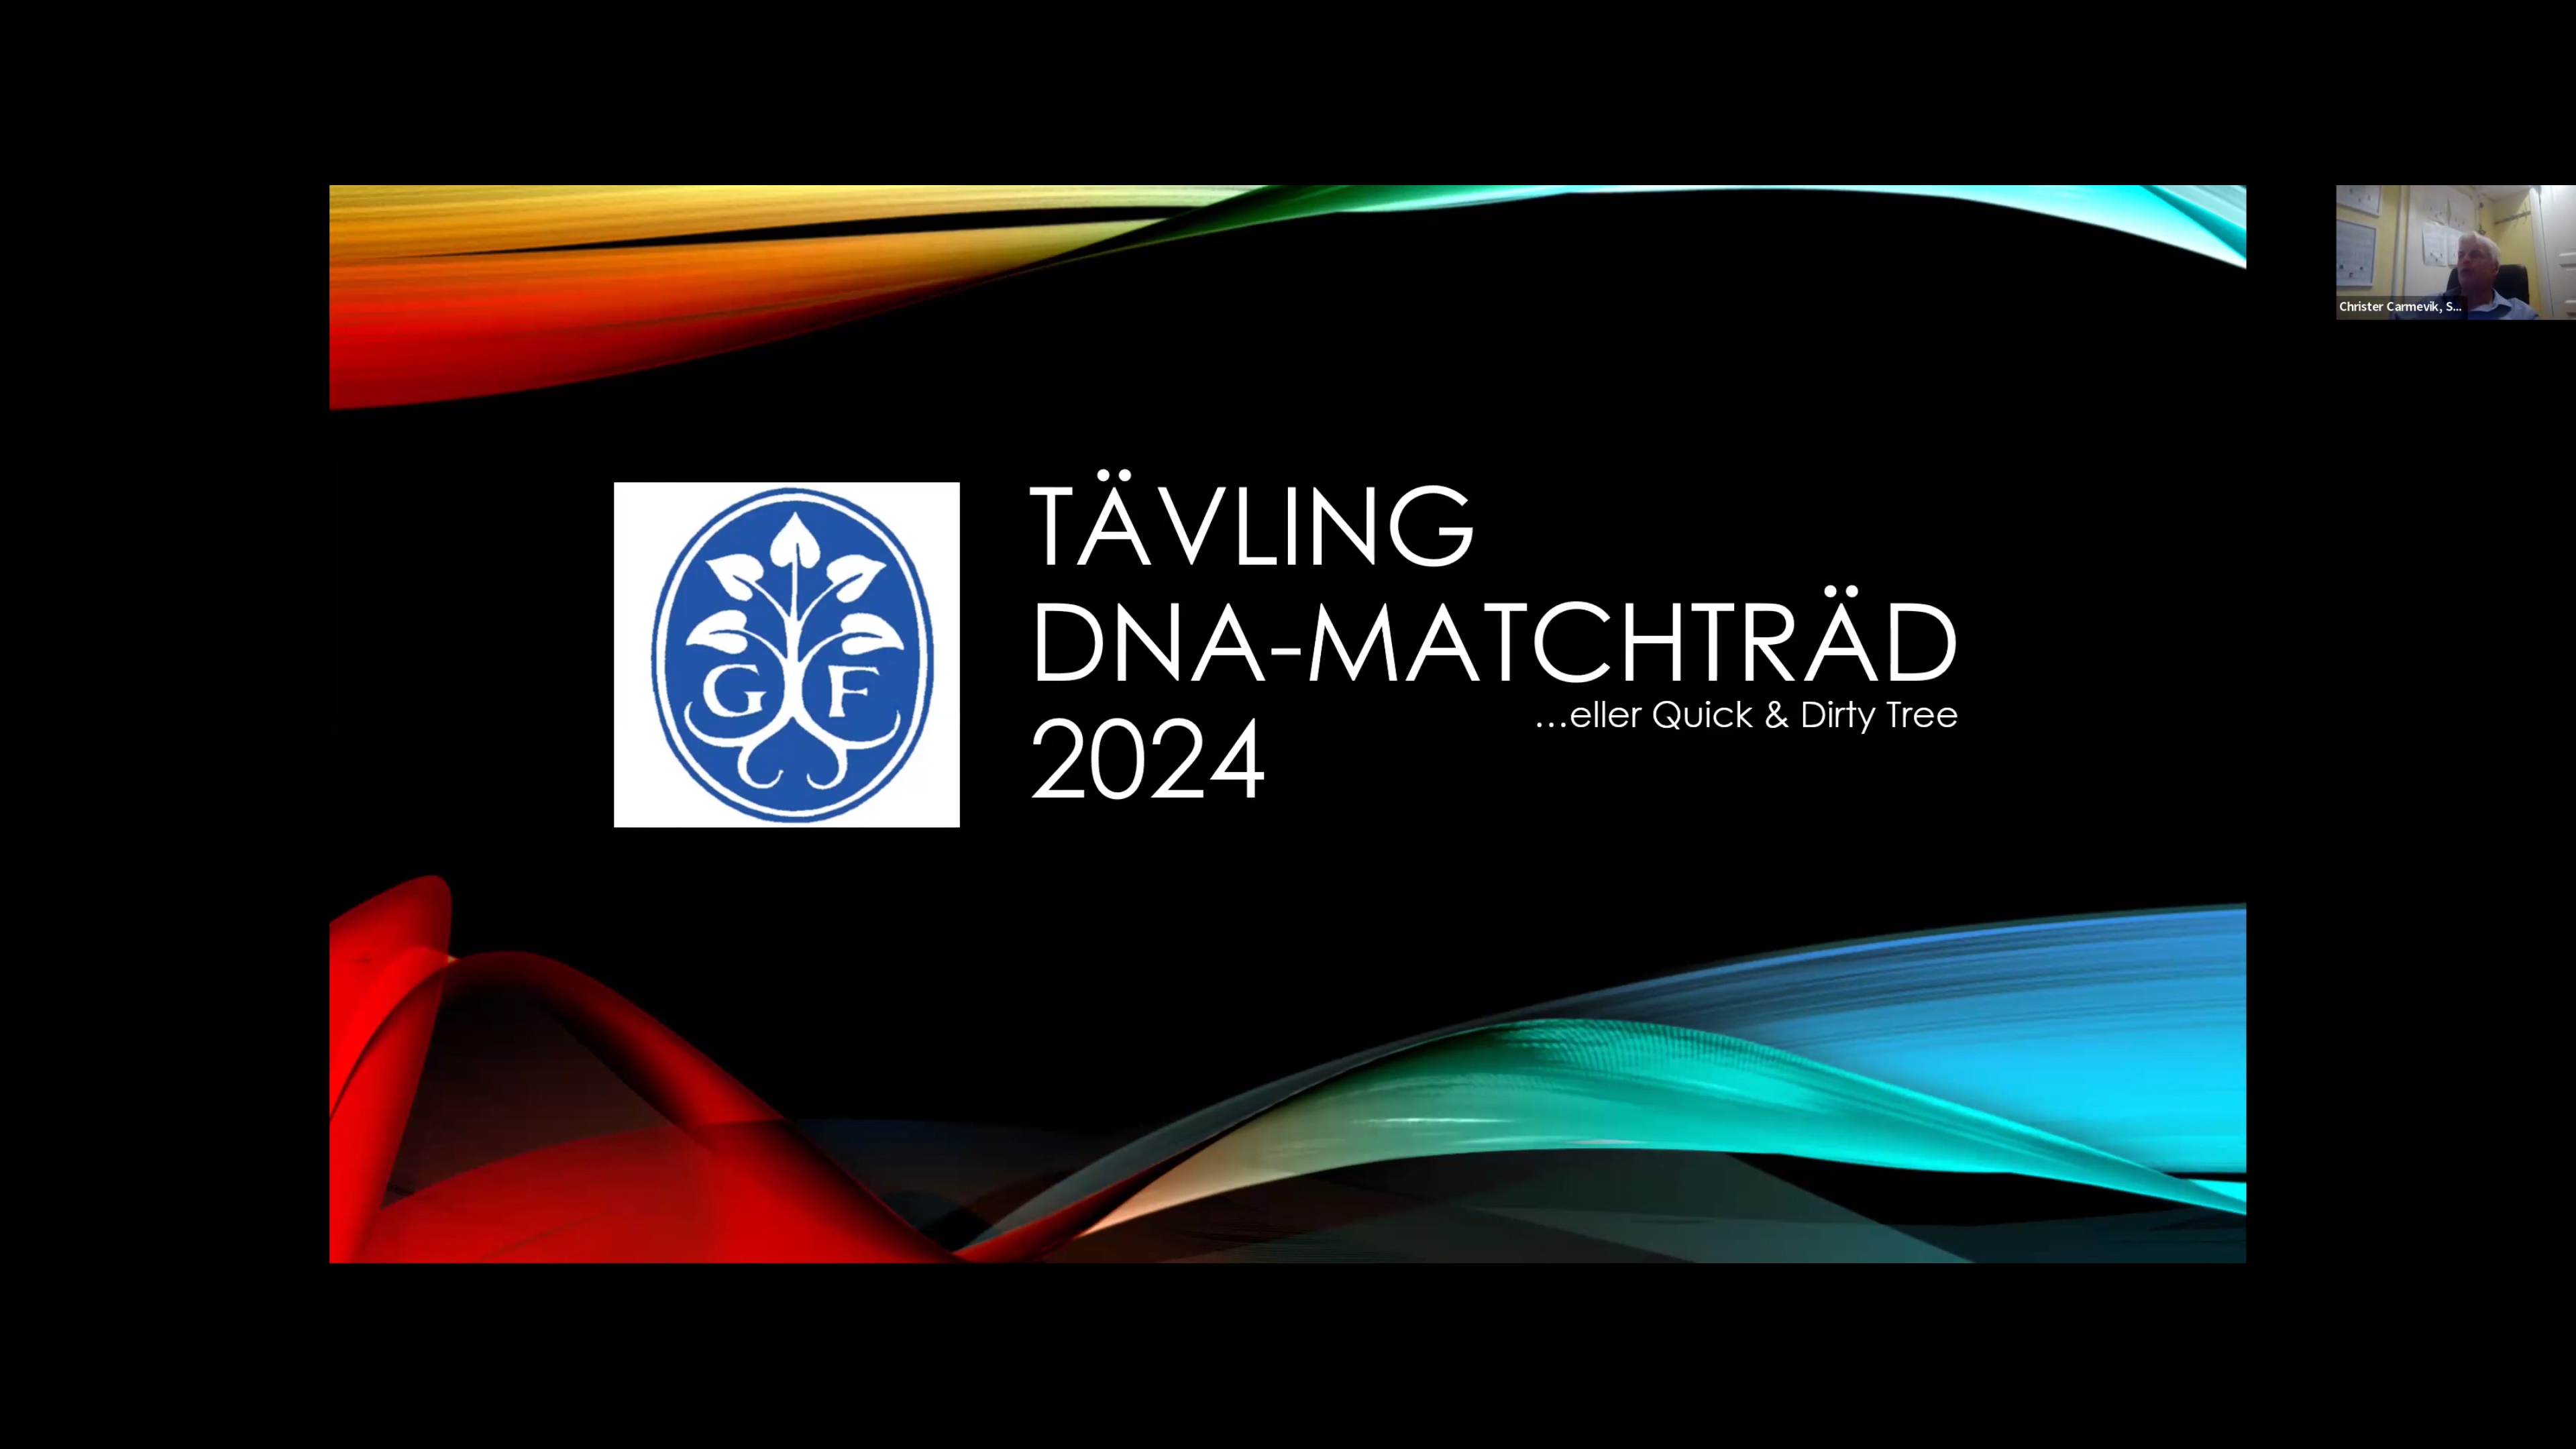 TÄVLING
DNA-MATCHTRÄD
...eller Quick & Dirty Tree
2024
G F
Christer Carmevik, S...